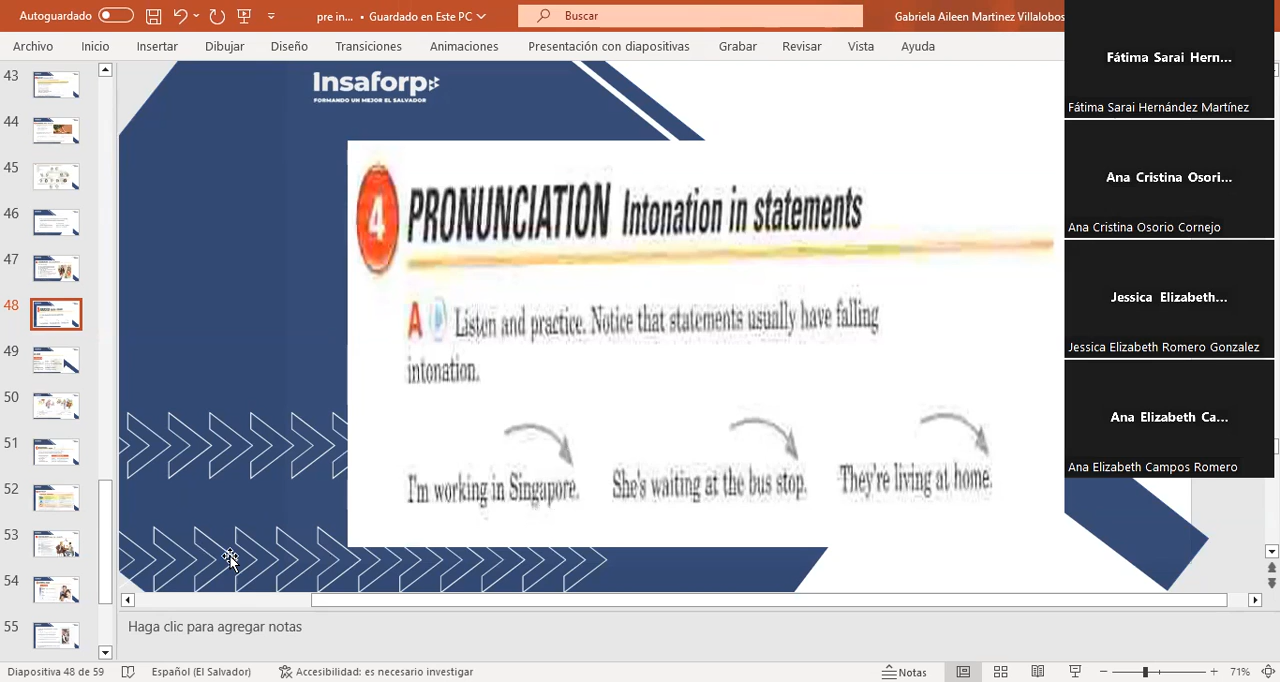 Autoguardado
pre in... • Guardado en Este PC
Buscar
Gabriela Aileen Martinez Villalobos
Archivo Inicio Insertar Dibujar Diseño Transiciones Animaciones Presentación con diapositivas Grabar Revisar Vista Ayuda
43
44
45
46
47
48
49
50
51
52
53
54
55
Insaforp
FORMANDO UN MEJOR EL SALVADOR
4 PRONUNCIATION Intonation in statements
A Listen and practice. Notice that statements usually have falling
intonation.
I'm working in Singapore. She's waiting at the bus stop. They're living at home.
Fátima Sarai Hern...
Fátima Sarai Hernández Martínez
Ana Cristina Osori...
Ana Cristina Osorio Cornejo
Jessica Elizabeth...
Jessica Elizabeth Romero Gonzalez
Ana Elizabeth Ca...
Ana Elizabeth Campos Romero
Haga clic para agregar notas
Diapositiva 48 de 59 Español (El Salvador) Accesibilidad: es necesario investigar Notas 71%